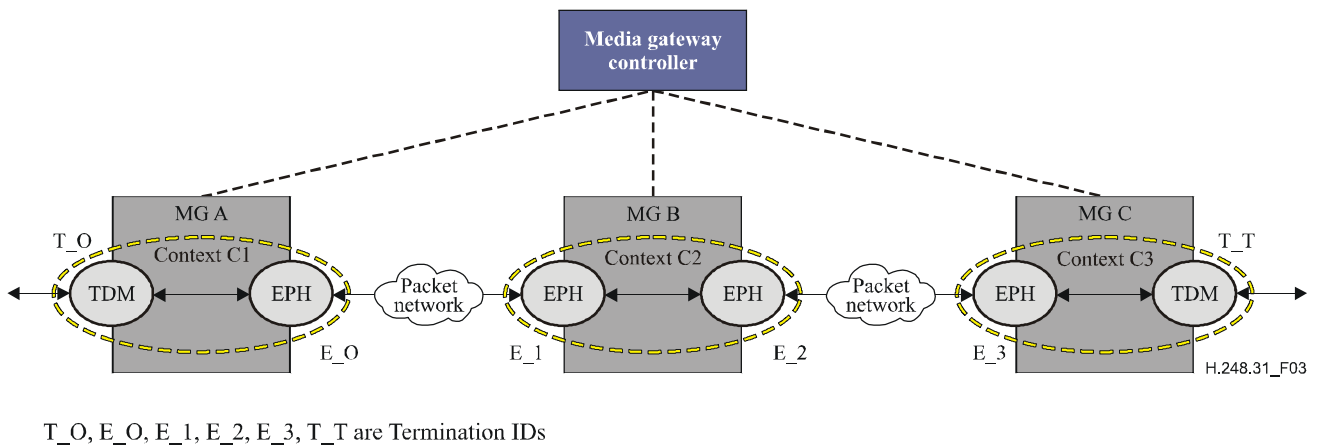 Media gateway
controller
MG A
MG B
MG C
T_O
Context C1
Context C2
Context C3
T_T
TDM
EPH
Packet
network
EPH
EPH
Packet
network
EPH
TDM
E_O
E_1
E_2
E_3
H.248.31_F03
T_O, E_O, E_1, E_2, E_3, T_T are Termination IDs